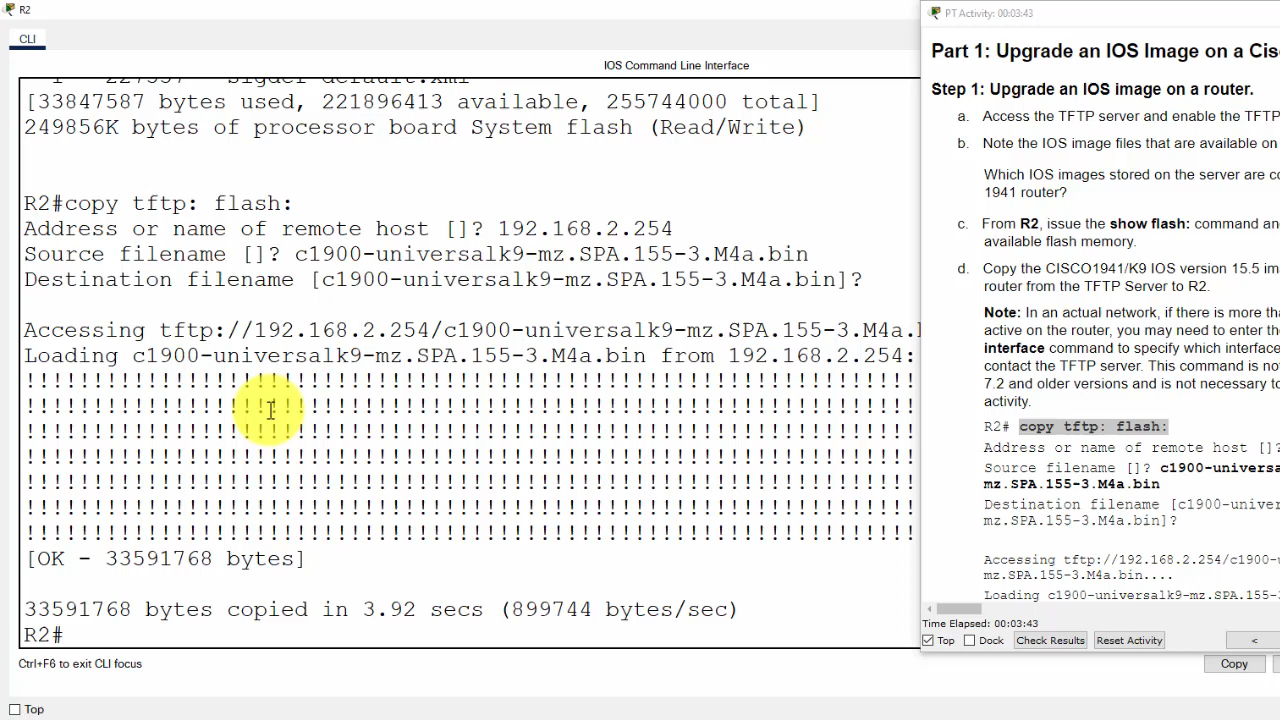 R2
CLI
IOS Command Line Interface
[33847587 bytes used, 221896413 available, 255744000 total]
249856K bytes of processor board System flash (Read/Write)
R2#copy tftp: flash:
Address or name of remote host []? 192.168.2.254
Source filename []? c1900-universalk9-mz.SPA.155-3.M4a.bin
Destination filename [c1900-universalk9-mz.SPA.155-3.M4a.bin]?
Accessing tftp://192.168.2.254/c1900-universalk9-mz.SPA.155-3.M4a.
Loading c1900-universalk9-mz.SPA.155-3.M4a.bin from 192.168.2.254:
!!!!!!!!!!!!!!!!!!!!!!!!!!!!!!!!!!!!!!!!!!!!!!!!!!!!!!!!!!!!!!!!!!
!!!!!!!!!!!!!!!!!!!!!!!!!!!!!!!!!!!!!!!!!!!!!!!!!!!!!!!!!!!!!!!!!!
!!!!!!!!!!!!!!!!!!!!!!!!!!!!!!!!!!!!!!!!!!!!!!!!!!!!!!!!!!!!!!!!!!
!!!!!!!!!!!!!!!!!!!!!!!!!!!!!!!!!!!!!!!!!!!!!!!!!!!!!!!!!!!!!!!!!!
!!!!!!!!!!!!!!!!!!!!!!!!!!!!!!!!!!!!!!!!!!!!!!!!!!!!!!!!!!!!!!!!!!
!!!!!!!!!!!!!!!!!!!!!!!!!!!!!!!!!!!!!!!!!!!!!!!!!!!!!!!!!!!!!!!!!!
!!!!!!!!!!!!!!!!!!!!!!!!!!!!!!!!!!!!!!!!!!!!!!!!!!!!!!!!!!!!!!!!!!
[OK - 33591768 bytes]
33591768 bytes copied in 3.92 secs (899744 bytes/sec)
R2#
Ctrl+F6 to exit CLI focus
Top
PT Activity: 00:03:43
Part 1: Upgrade an IOS Image on a Cis
Step 1: Upgrade an IOS image on a router.
a. Access the TFTP server and enable the TFTP
b. Note the IOS image files that are available on
Which IOS images stored on the server are co
1941 router?
c. From R2, issue the show flash: command an
available flash memory.
d. Copy the CISCO1941/K9 IOS version 15.5 im
router from the TFTP Server to R2.
Note: In an actual network, if there is more tha
active on the router, you may need to enter the
interface command to specify which interface
contact the TFTP server. This command is not
7.2 and older versions and is not necessary to
activity.
R2# copy tftp: flash:
Address or name of remote host []?
Source filename []? c1900-universa
mz.SPA.155-3.M4a.bin
Destination filename [c1900-univers
mz.SPA.155-3.M4a.bin]?
Accessing tftp://192.168.2.254/c1900-u
mz.SPA.155-3.M4a.bin....
Loading c1900-universalk9-mz.SPA.155-3
Time Elapsed: 00:03:43
Top Dock Check Results Reset Activity <
Copy